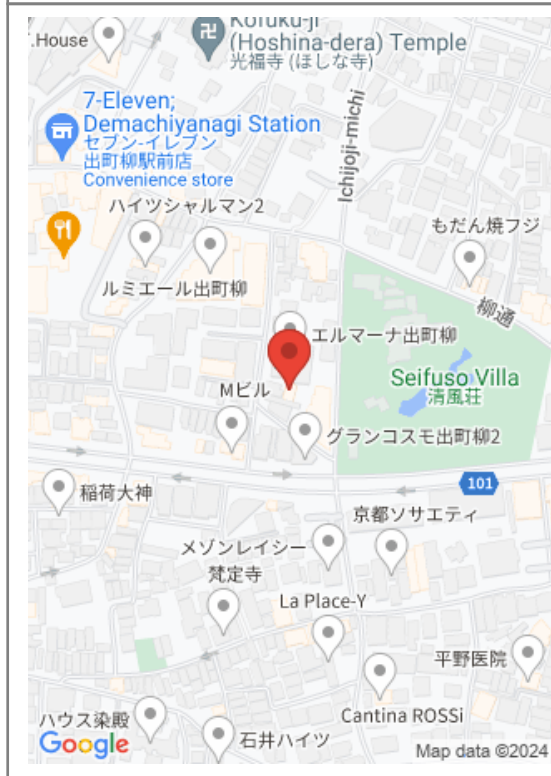 .House
Kofuku-ji
(Hoshina-dera) Temple
光福寺 (ほしな寺)
7-Eleven;
Demachiyanagi Station
セブン-イレブン
出町柳駅前店
Convenience store
Ichijoji-michi
ハイツシャルマン2
もだん焼フジ
ルミエール出町柳
柳通
エルマーナ出町柳
Seifuso Villa
清風荘
Mビル
グランコスモ出町柳2
101
稲荷大神
京都ソサエティ
メゾンレイシー
梵定寺
La Place-Y
平野医院
Cantina ROSSi
ハウス染殿
石井ハイツ
Google
Map data ©2024